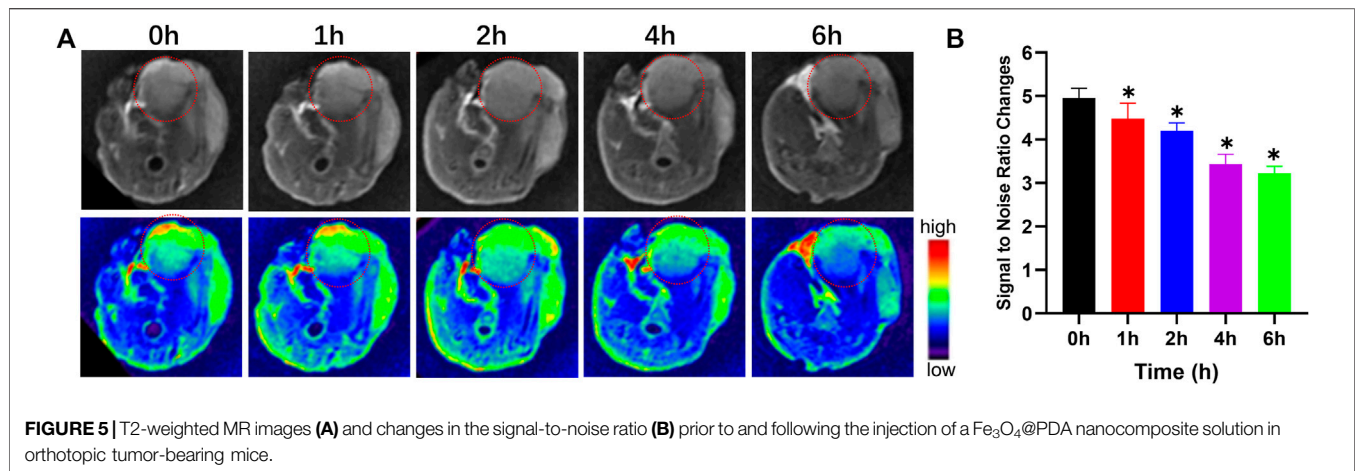 A
0h 1h 2h 4h 6h
high
low
B
Signal to Noise Ratio Changes
6
5
4
3
2
1
0
* * * *
0h 1h 2h 4h 6h
Time (h)
FIGURE 5 | T2-weighted MR images (A) and changes in the signal-to-noise ratio (B) prior to and following the injection of a Fe₃O₄@PDA nanocomposite solution in
orthotopic tumor-bearing mice.